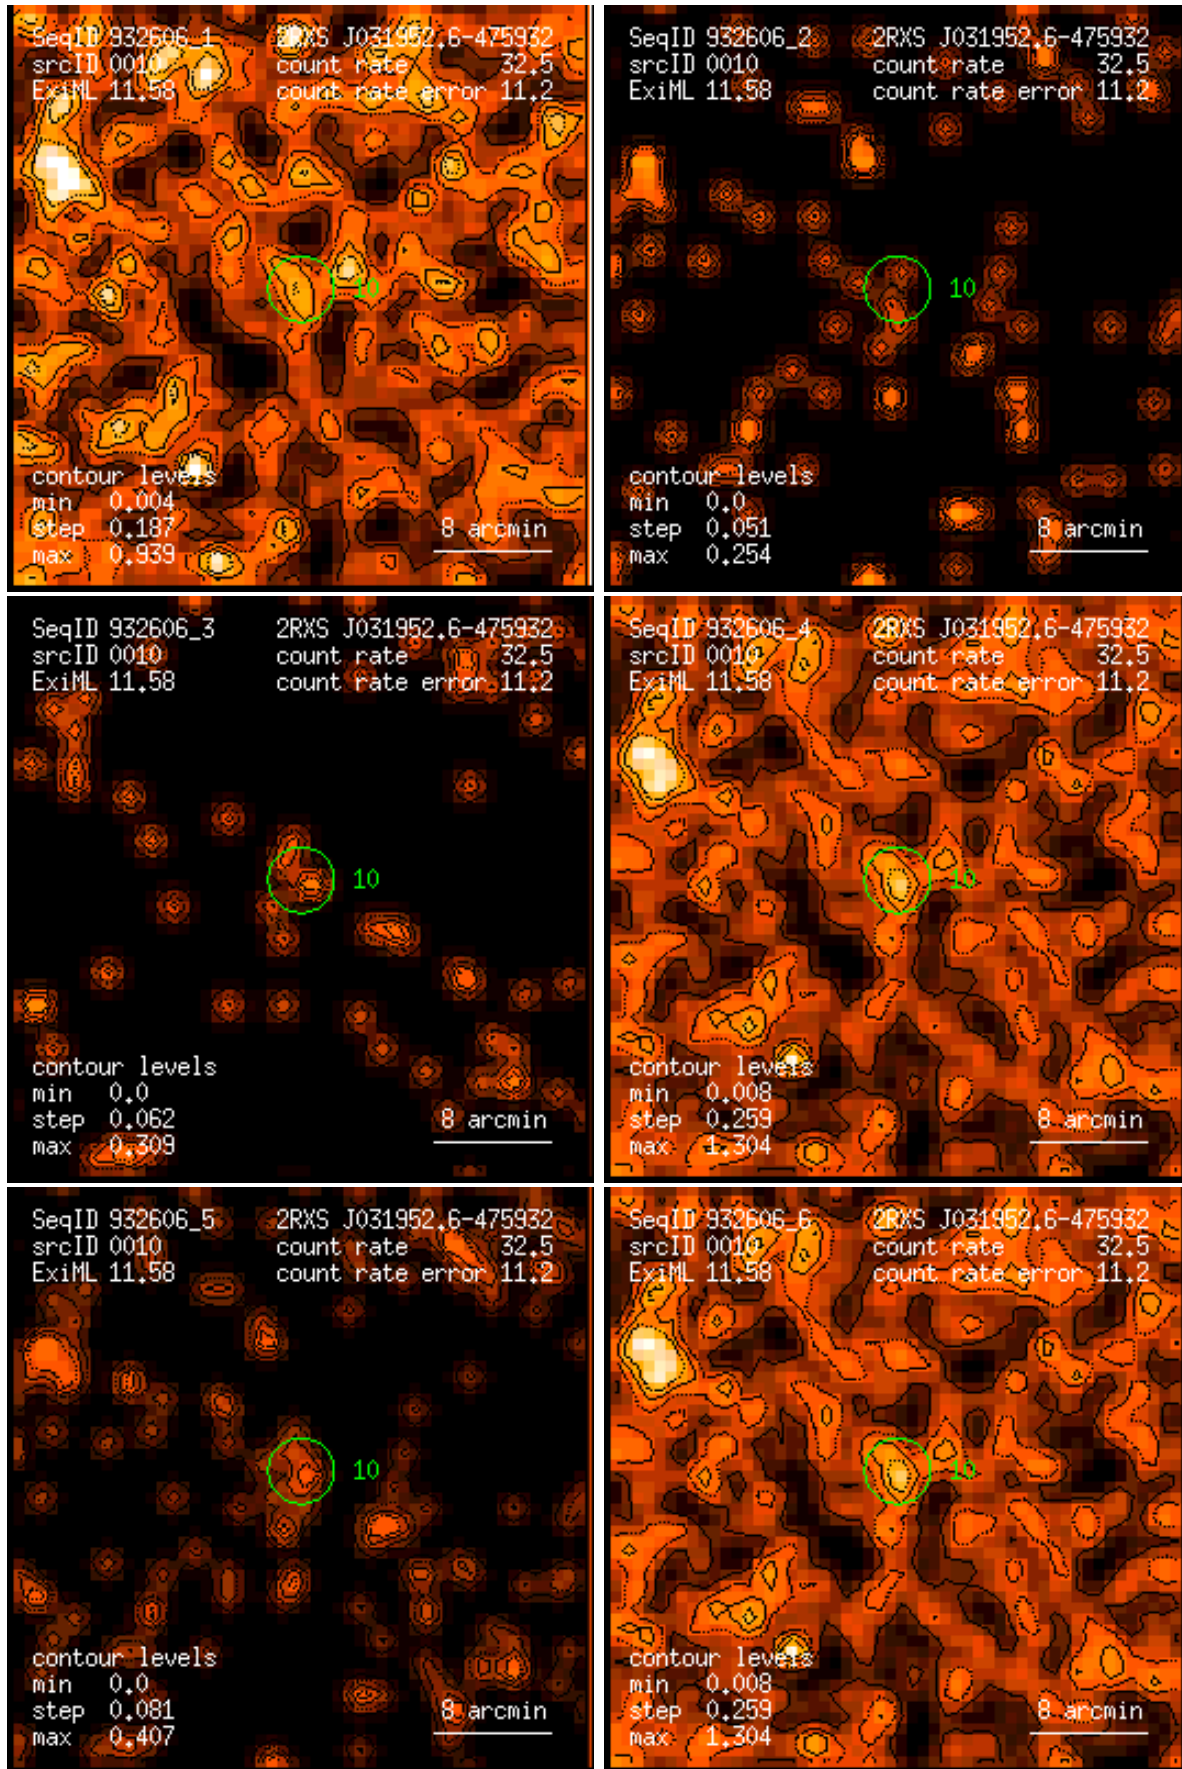 SeqID 932606_1 2RXS J031952.6-475932
srcID 0010 count rate 32.5
ExiML 11.58 count rate error 11.2
10
contour levels
min 0.004
step 0.187
max 0.939
8 arcmin
SeqID 932606_2 2RXS J031952.6-475932
srcID 0010 count rate 32.5
ExiML 11.58 count rate error 11.2
10
contour levels
min 0.0
step 0.051
max 0.254
8 arcmin
SeqID 932606_3 2RXS J031952.6-475932
srcID 0010 count rate 32.5
ExiML 11.58 count rate error 11.2
10
contour levels
min 0.0
step 0.062
max 0.309
8 arcmin
SeqID 932606_4 2RXS J031952.6-475932
srcID 0010 count rate 32.5
ExiML 11.58 count rate error 11.2
10
contour levels
min 0.008
step 0.259
max 1.304
8 arcmin
SeqID 932606_5 2RXS J031952.6-475932
srcID 0010 count rate 32.5
ExiML 11.58 count rate error 11.2
10
contour levels
min 0.0
step 0.081
max 0.407
8 arcmin
SeqID 932606_6 2RXS J031952.6-475932
srcID 0010 count rate 32.5
ExiML 11.58 count rate error 11.2
10
contour levels
min 0.008
step 0.259
max 1.304
8 arcmin